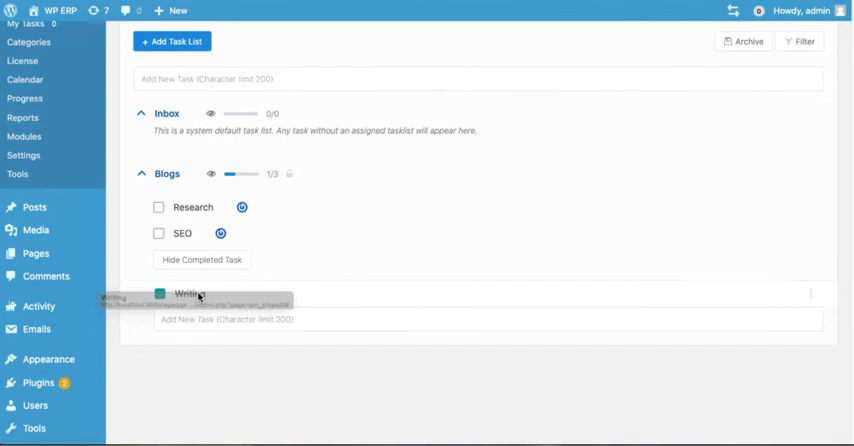 WP ERP 7 0 + New 0 Howdy, admin
My Tasks 0
Categories
License
Calendar
Progress
Reports
Modules
Settings
Tools
Posts
Media
Pages
Comments
Activity
Emails
Appearance
Plugins 2
Users
Tools
+ Add Task List
Archive
Filter
Add New Task (Character limit 200)
Inbox 0/0
This is a system default task list. Any task without an assigned tasklist will appear here.
Blogs 1/3
Research
SEO
Hide Completed Task
Writing
Writing
Add New Task (Character limit 200)